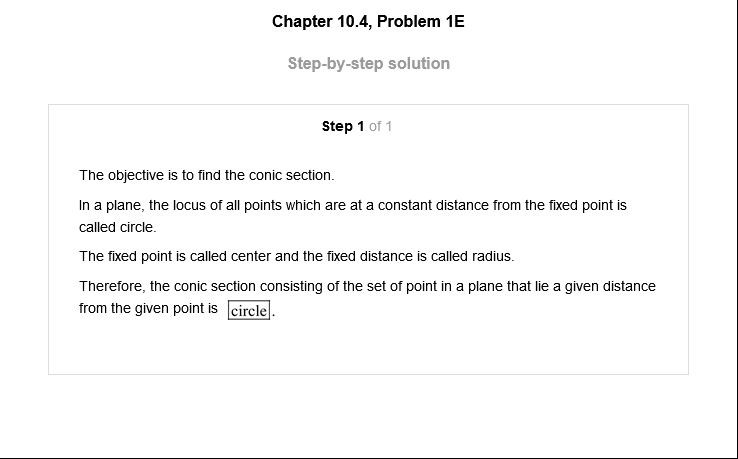 Chapter 10.4, Problem 1E
Step-by-step solution
Step 1 of 1
The objective is to find the conic section.
In a plane, the locus of all points which are at a constant distance from the fixed point is
called circle.
The fixed point is called center and the fixed distance is called radius.
Therefore, the conic section consisting of the set of point in a plane that lie a given distance
from the given point is circle.